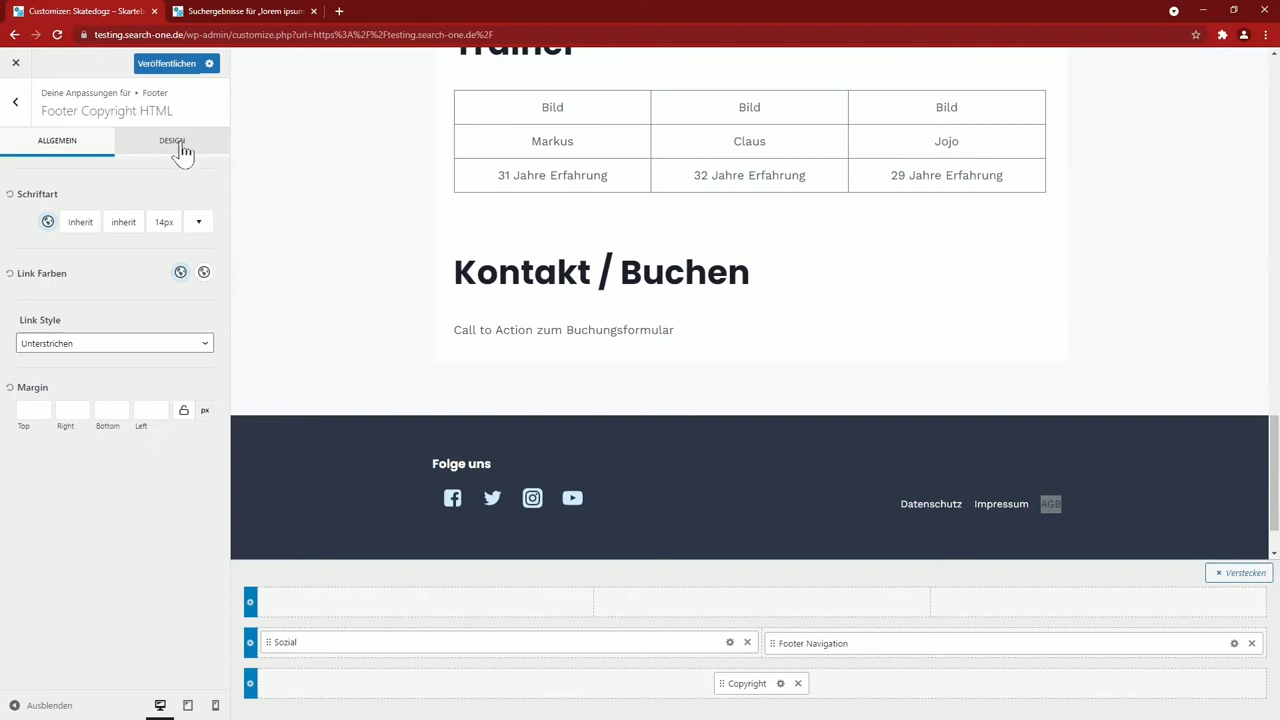 Customizer: Skatedogz – Skarteb
Suchergebnisse für „lorem ipsum
testing.search-one.de/wp-admin/customize.php?url=https%3A%2F%2Ftesting.search-one.de%2F
Veröffentlichen
Deine Anpassungen für ▸ Footer
Footer Copyright HTML
ALLGEMEIN
DESIGN
Schriftart
Inherit
inherit
14px
Link Farben
Link Style
Unterstrichen
Margin
px
Top
Right
Bottom
Left
Ausblenden
Trainer
Bild Bild Bild
Markus Claus Jojo
31 Jahre Erfahrung 32 Jahre Erfahrung 29 Jahre Erfahrung
Kontakt / Buchen
Call to Action zum Buchungsformular
Folge uns
Datenschutz Impressum AGB
× Verstecken
Sozial
Footer Navigation
Copyright